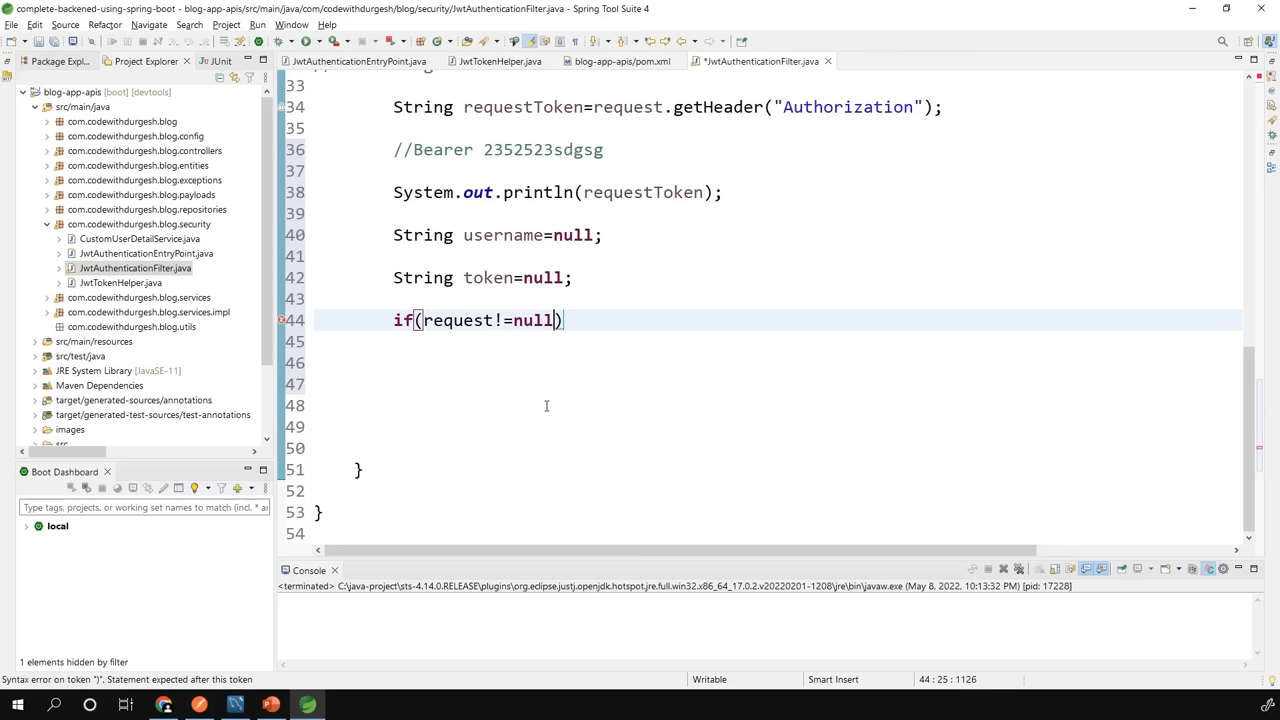 complete-backened-using-spring-boot - blog-app-apis/src/main/java/com/codewithdurgesh/blog/security/JwtAuthenticationFilter.java - Spring Tool Suite 4
File Edit Source Refactor Navigate Search Project Run Window Help
Package Expl... Project Explorer JUnit
JwtAuthenticationEntryPoint.java JwtTokenHelper.java blog-app-apis/pom.xml *JwtAuthenticationFilter.java
blog-app-apis [boot] [devtools]
src/main/java
com.codewithdurgesh.blog
com.codewithdurgesh.blog.config
com.codewithdurgesh.blog.controllers
com.codewithdurgesh.blog.entities
com.codewithdurgesh.blog.exceptions
com.codewithdurgesh.blog.payloads
com.codewithdurgesh.blog.repositories
com.codewithdurgesh.blog.security
CustomUserDetailService.java
JwtAuthenticationEntryPoint.java
JwtAuthenticationFilter.java
JwtTokenHelper.java
com.codewithdurgesh.blog.services
com.codewithdurgesh.blog.services.impl
com.codewithdurgesh.blog.utils
src/main/resources
src/test/java
JRE System Library [JavaSE-11]
Maven Dependencies
target/generated-sources/annotations
target/generated-test-sources/test-annotations
images
src
33
34 String requestToken=request.getHeader("Authorization");
35
36 //Bearer 2352523sdgsg
37
38 System.out.println(requestToken);
39
40 String username=null;
41
42 String token=null;
43
44 if(request!=null)
45
46
47
48
49
50
51 }
52
53 }
54
Boot Dashboard
Type tags, projects, or working set names to match (incl. * an
local
1 elements hidden by filter
Console
<terminated> C:\java-project\sts-4.14.0.RELEASE\plugins\org.eclipse.justj.openjdk.hotspot.jre.full.win32.x86_64_17.0.2.v20220201-1208\jre\bin\javaw.exe (May 8, 2022, 10:13:32 PM) [pid: 17228]
Syntax error on token ")", Statement expected after this token
Writable
Smart Insert
44 : 25 : 1126